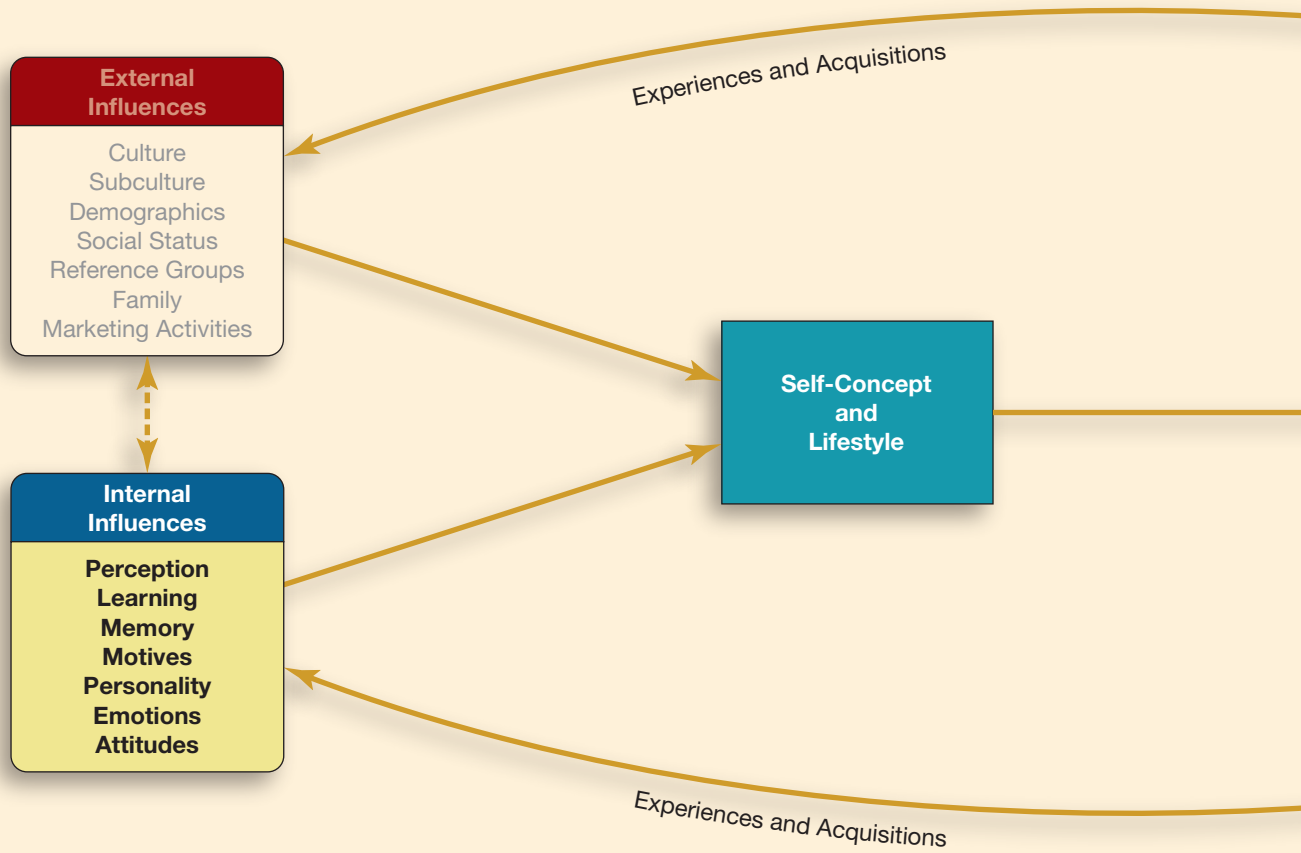 Experiences and Acquisitions
External
Influences
Culture
Subculture
Demographics
Social Status
Reference Groups
Family
Marketing Activities
Self-Concept
and
Lifestyle
Internal
Influences
Perception
Learning
Memory
Motives
Personality
Emotions
Attitudes
Experiences and Acquisitions